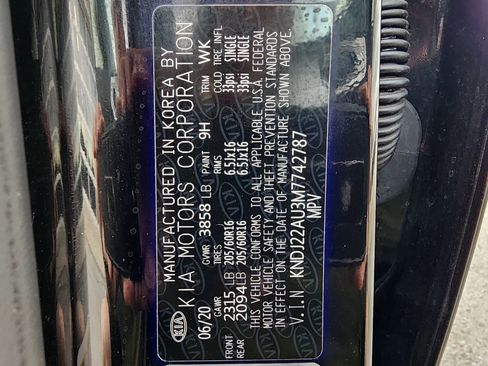 MANUFACTURED IN KOREA BY
KIA MOTORS CORPORATION
06/20 GVWR 3858 LB PAINT 9H TRIM WK
GAWR TIRES RIMS COLD TIRE INFL
FRONT 2315 LB 205/60R16 6.5Jx16 33psi SINGLE
REAR 2094 LB 205/60R16 6.5Jx16 33psi SINGLE
THIS VEHICLE CONFORMS TO ALL APPLICABLE U.S.A. FEDERAL
MOTOR VEHICLE SAFETY AND THEFT PREVENTION STANDARDS
IN EFFECT ON THE DATE OF MANUFACTURE SHOWN ABOVE.
V.I.N KNDJ22AU3M7742787
MPV
KIA